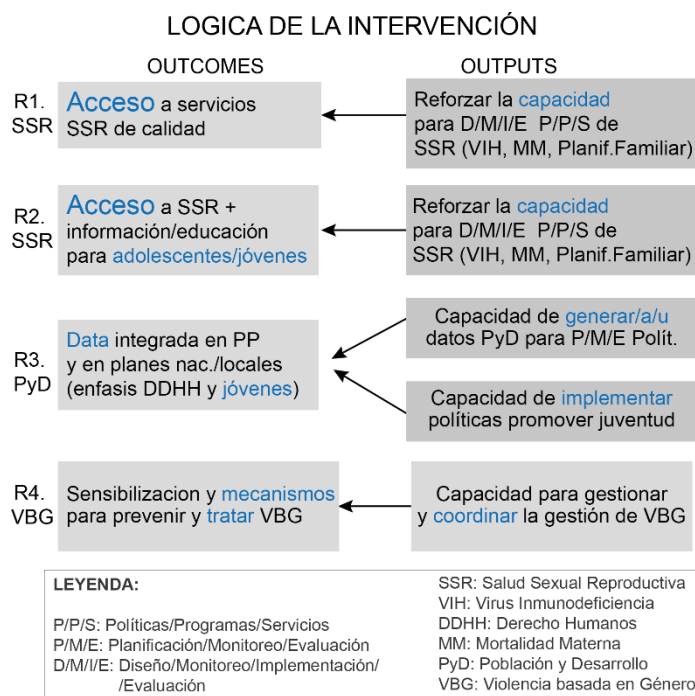 LOGICA DE LA INTERVENCIÓN
OUTCOMES
OUTPUTS
R1.
SSR
Acceso a servicios
SSR de calidad
Reforzar la capacidad
para D/M/I/E P/P/S de
SSR (VIH, MM, Planif.Familiar)
R2.
SSR
Acceso a SSR +
información/educación
para adolescentes/jóvenes
Reforzar la capacidad
para D/M/I/E P/P/S de
SSR (VIH, MM, Planif.Familiar)
R3.
PyD
Data integrada en PP
y en planes nac./locales
(enfasis DDHH y jóvenes)
Capacidad de generar/a/u
datos PyD para P/M/E Polít.
Capacidad de implementar
políticas promover juventud
R4.
VBG
Sensibilizacion y mecanismos
para prevenir y tratar VBG
Capacidad para gestionar
y coordinar la gestión de VBG
LEYENDA:
P/P/S: Políticas/Programas/Servicios
P/M/E: Planificación/Monitoreo/Evaluación
D/M/I/E: Diseño/Monitoreo/Implementación/
/Evaluación
SSR: Salud Sexual Reproductiva
VIH: Virus Inmunodeficiencia
DDHH: Derecho Humanos
MM: Mortalidad Materna
PyD: Población y Desarrollo
VBG: Violencia basada en Género